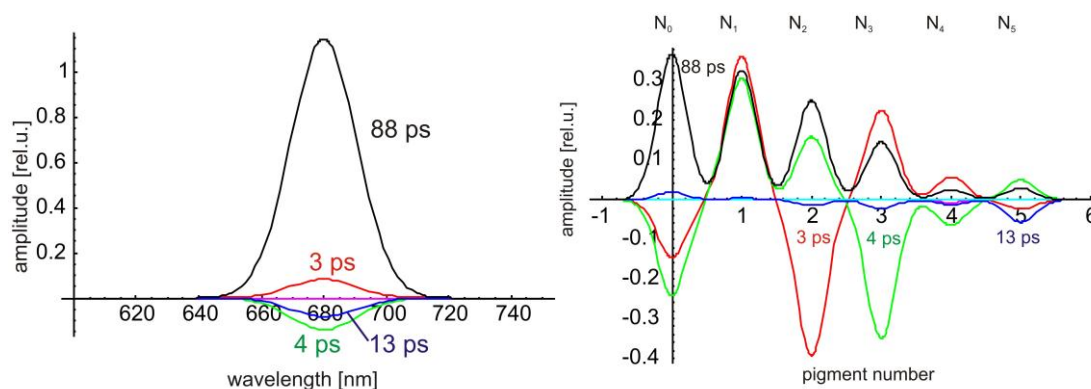 amplitude [rel.u.]
1
0.8
0.6
0.4
0.2
88 ps
3 ps
620 640 660 680 700 720 740
4 ps
13 ps
wavelength [nm]
N₀ N₁ N₂ N₃ N₄ N₅
amplitude [rel.u.]
0.3
0.2
0.1
88 ps
-1 1 2 3 4 5
-0.1
-0.2
-0.3
-0.4
3 ps 4 ps 13 ps
pigment number